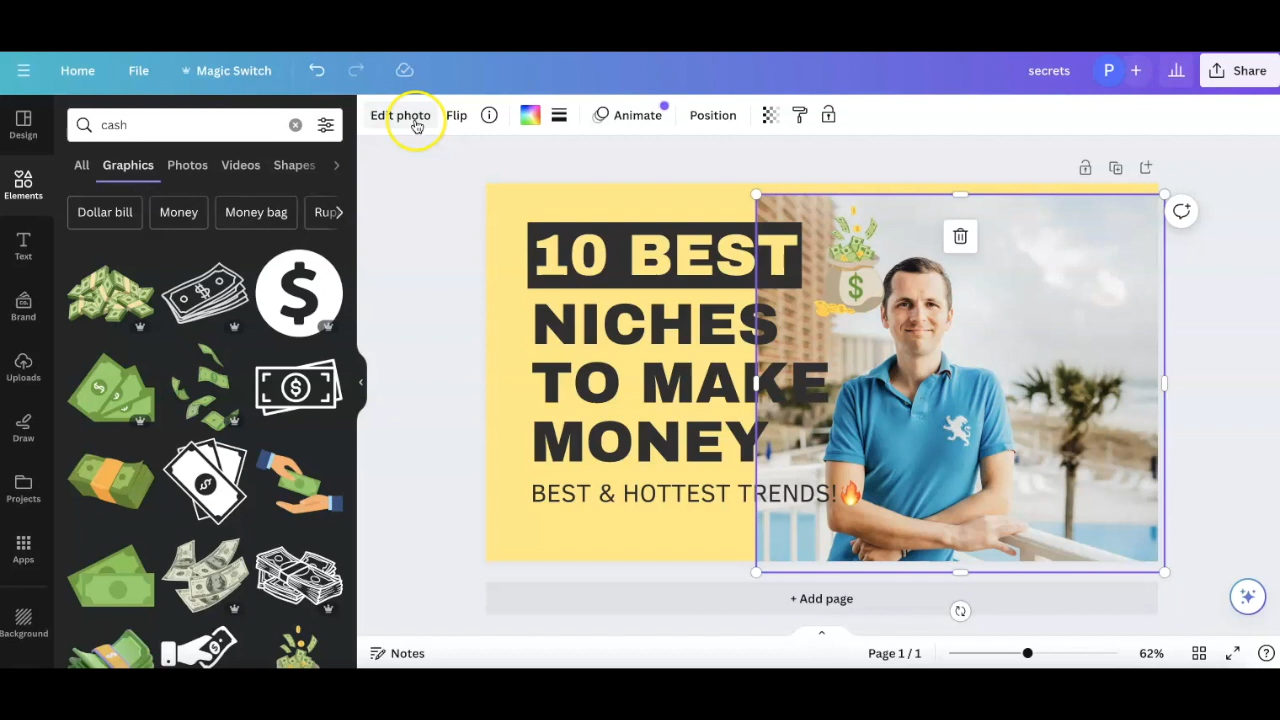 Home File Magic Switch secrets P + Share
Edit photo Flip Animate Position
Design
cash
All Graphics Photos Videos Shapes
Elements
Dollar bill Money Money bag Rup
Text
Brand
Uploads
Draw
Projects
Apps
Background
10 BEST
NICHES
TO MAKE
MONEY
BEST & HOTTEST TRENDS!🔥
+ Add page
Notes Page 1 / 1 62%